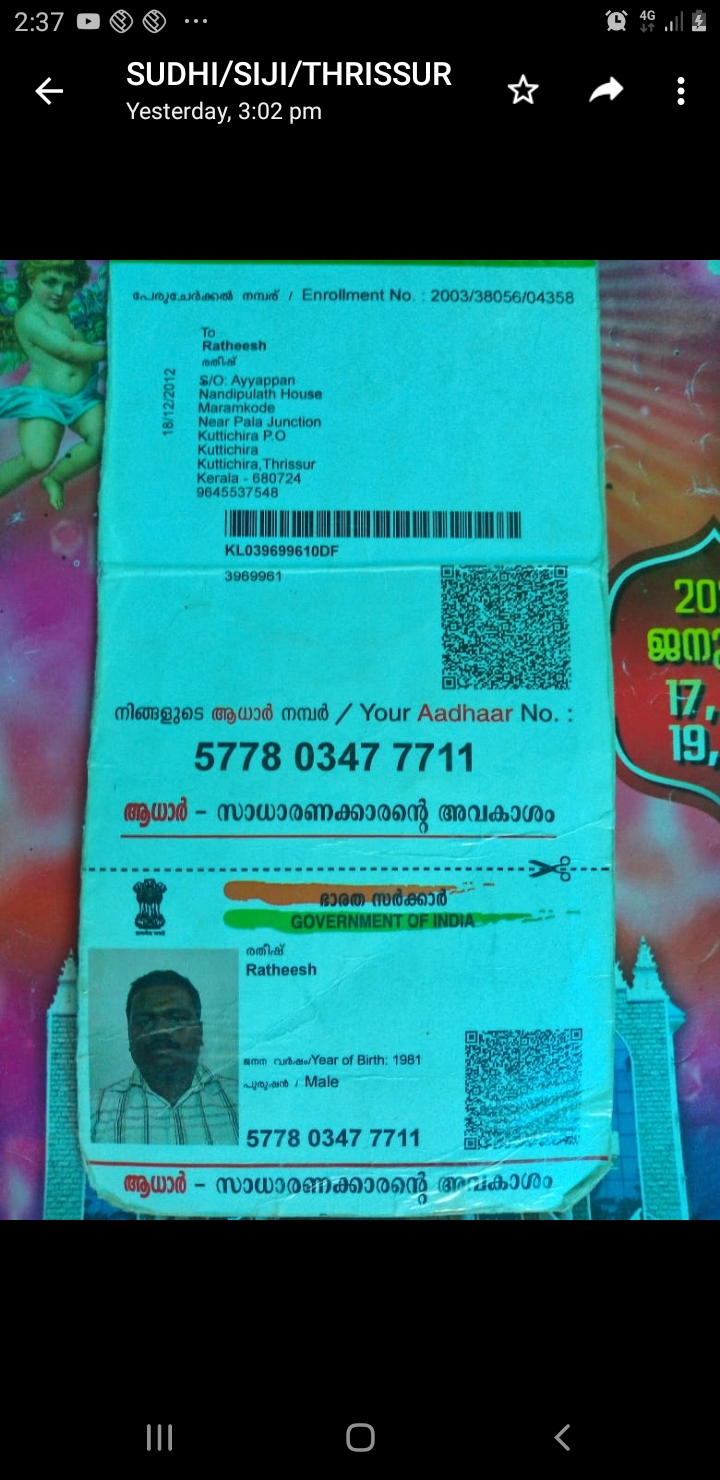 2:37
4G
SUDHI/SIJI/THRISSUR
Yesterday, 3:02 pm
പേരുചേർക്കൽ നമ്പര് / Enrollment No. : 2003/38056/04358
To
Ratheesh
രതീഷ്
18/12/2012
S/O: Ayyappan
Nandipulath House
Maramkode
Near Pala Junction
Kuttichira P.O
Kuttichira
Kuttichira,Thrissur
Kerala - 680724
9645537548
KL039699610DF
3969961
നിങ്ങളുടെ ആധാർ നമ്പർ / Your Aadhaar No. :
5778 0347 7711
ആധാർ – സാധാരണക്കാരന്റെ അവകാശം
ഭാരത സർക്കാർ
GOVERNMENT OF INDIA
രതീഷ്
Ratheesh
ജനന വർഷം/Year of Birth: 1981
പുരുഷൻ / Male
5778 0347 7711
ആധാർ – സാധാരണക്കാരന്റെ അവകാശം
17,
19,